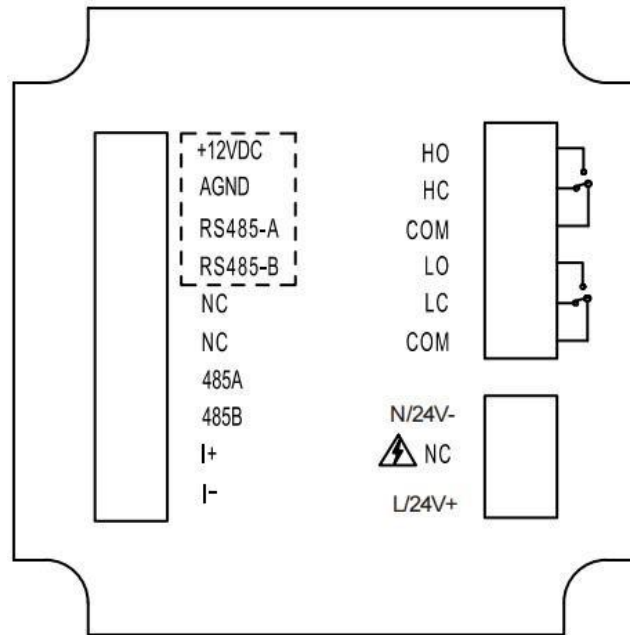 +12VDC
AGND
RS485-A
RS485-B
NC
NC
485A
485B
I+
I-
HO
HC
COM
LO
LC
COM
N/24V-
NC
L/24V+